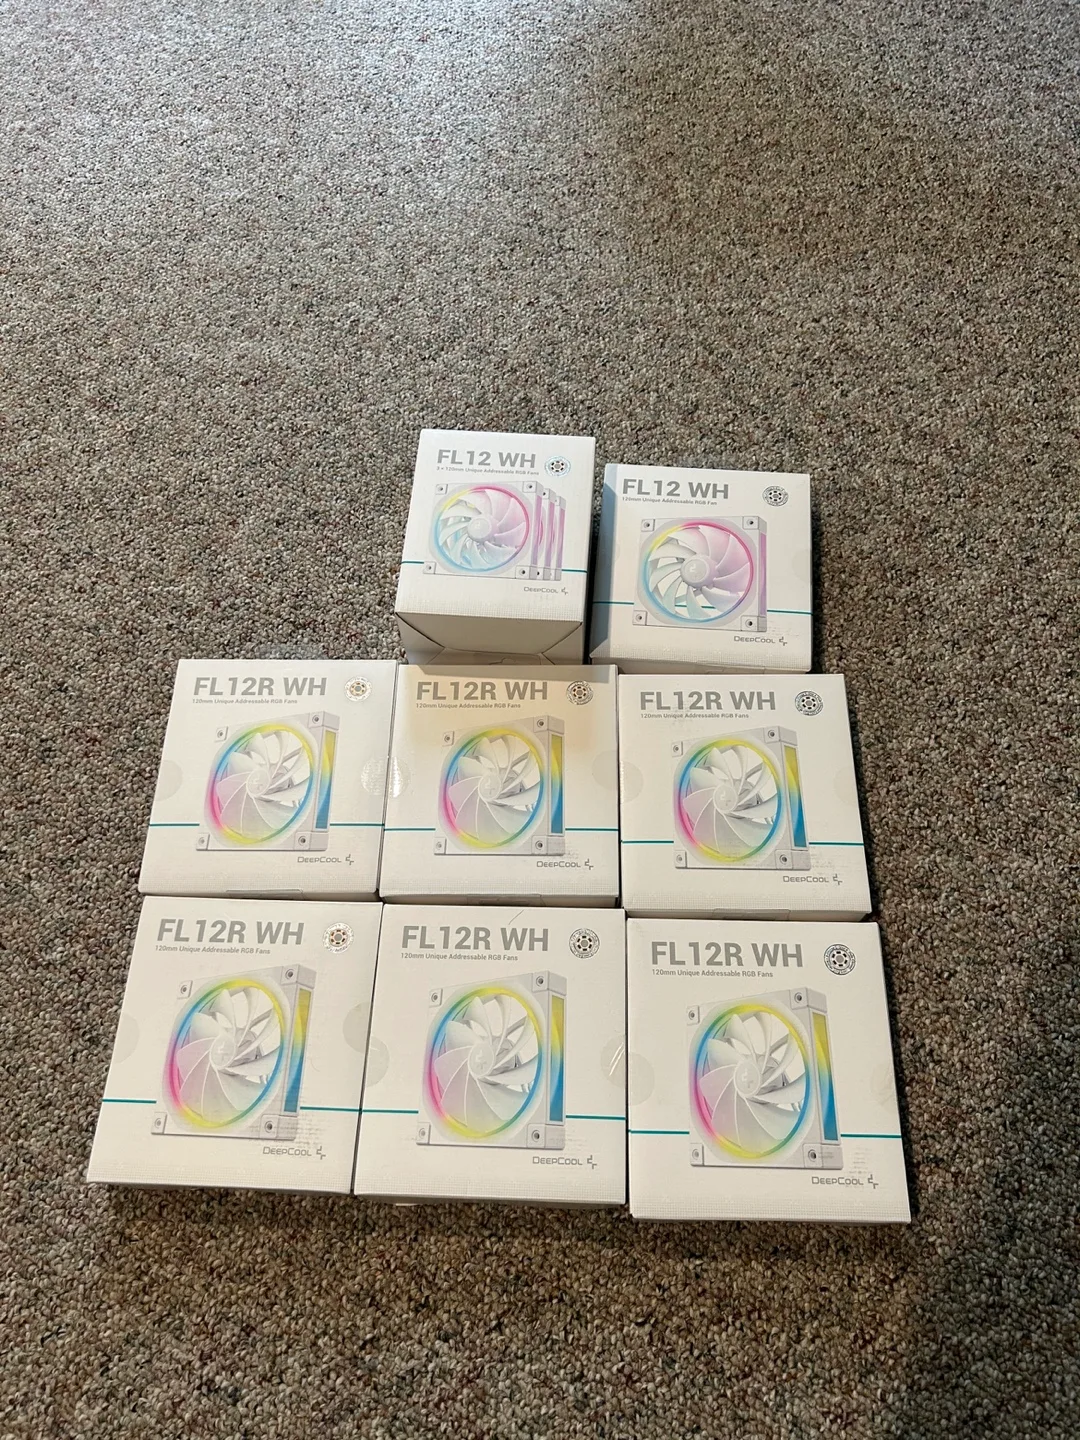 FL12 WH
3 × 120mm Unique Addressable RGB Fans
DEEPCOOL
FL12 WH
120mm Unique Addressable RGB Fan
DEEPCOOL
FL12R WH
120mm Unique Addressable RGB Fans
DEEPCOOL
FL12R WH
120mm Unique Addressable RGB Fans
DEEPCOOL
FL12R WH
120mm Unique Addressable RGB Fans
DEEPCOOL
FL12R WH
120mm Unique Addressable RGB Fans
DEEPCOOL
FL12R WH
120mm Unique Addressable RGB Fans
DEEPCOOL
FL12R WH
120mm Unique Addressable RGB Fans
DEEPCOOL